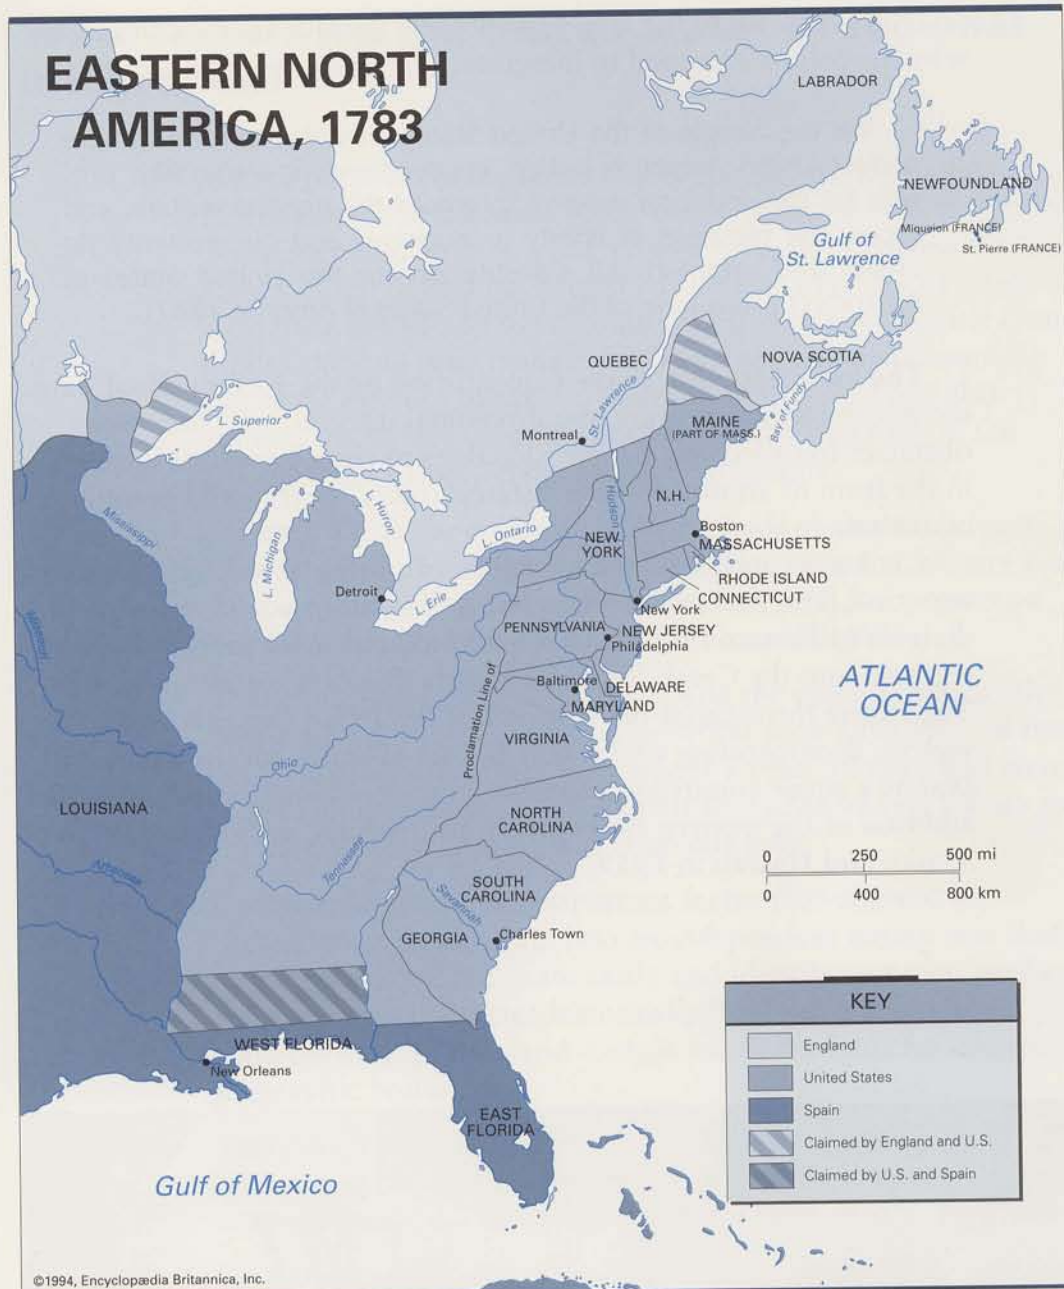 EASTERN NORTH
AMERICA, 1783
LABRADOR
NEWFOUNDLAND
Miquelon (FRANCE)
St. Pierre (FRANCE)
Gulf of
St. Lawrence
QUEBEC
NOVA SCOTIA
L. Superior
St. Lawrence
Bay of Fundy
MAINE
(PART OF MASS.)
Montreal
Mississippi
L. Huron
L. Michigan
Hudson
N.H.
L. Ontario
NEW
YORK
Boston
MASSACHUSETTS
Detroit
L. Erie
RHODE ISLAND
CONNECTICUT
New York
Missouri
PENNSYLVANIA
NEW JERSEY
Philadelphia
Proclamation Line of
Baltimore
DELAWARE
MARYLAND
ATLANTIC
OCEAN
VIRGINIA
Ohio
LOUISIANA
NORTH
CAROLINA
Tennessee
Arkansas
0 250 500 mi
0 400 800 km
SOUTH
CAROLINA
Savannah
GEORGIA
Charles Town
WEST FLORIDA
New Orleans
EAST
FLORIDA
Gulf of Mexico
KEY
England
United States
Spain
Claimed by England and U.S.
Claimed by U.S. and Spain
©1994, Encyclopædia Britannica, Inc.